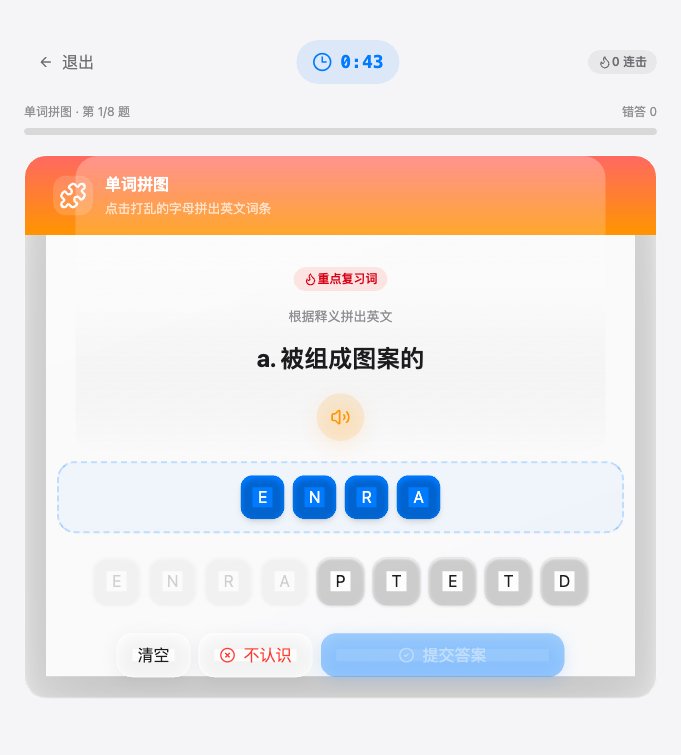 退出
0:43
0 连击
单词拼图 · 第 1/8 题
错答 0
单词拼图
点击打乱的字母拼出英文词条
重点复习词
根据释义拼出英文
a. 被组成图案的
E N R A
E N R A P T E T D
清空 不认识 提交答案